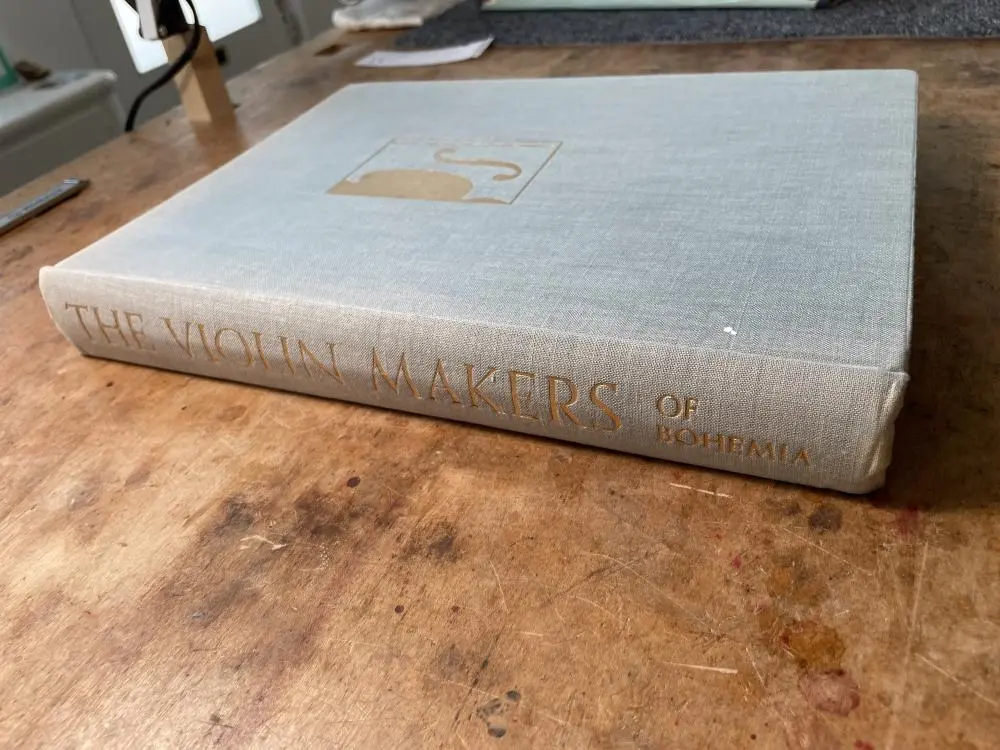 THE VIOLIN MAKERS OF
BOHEMIA